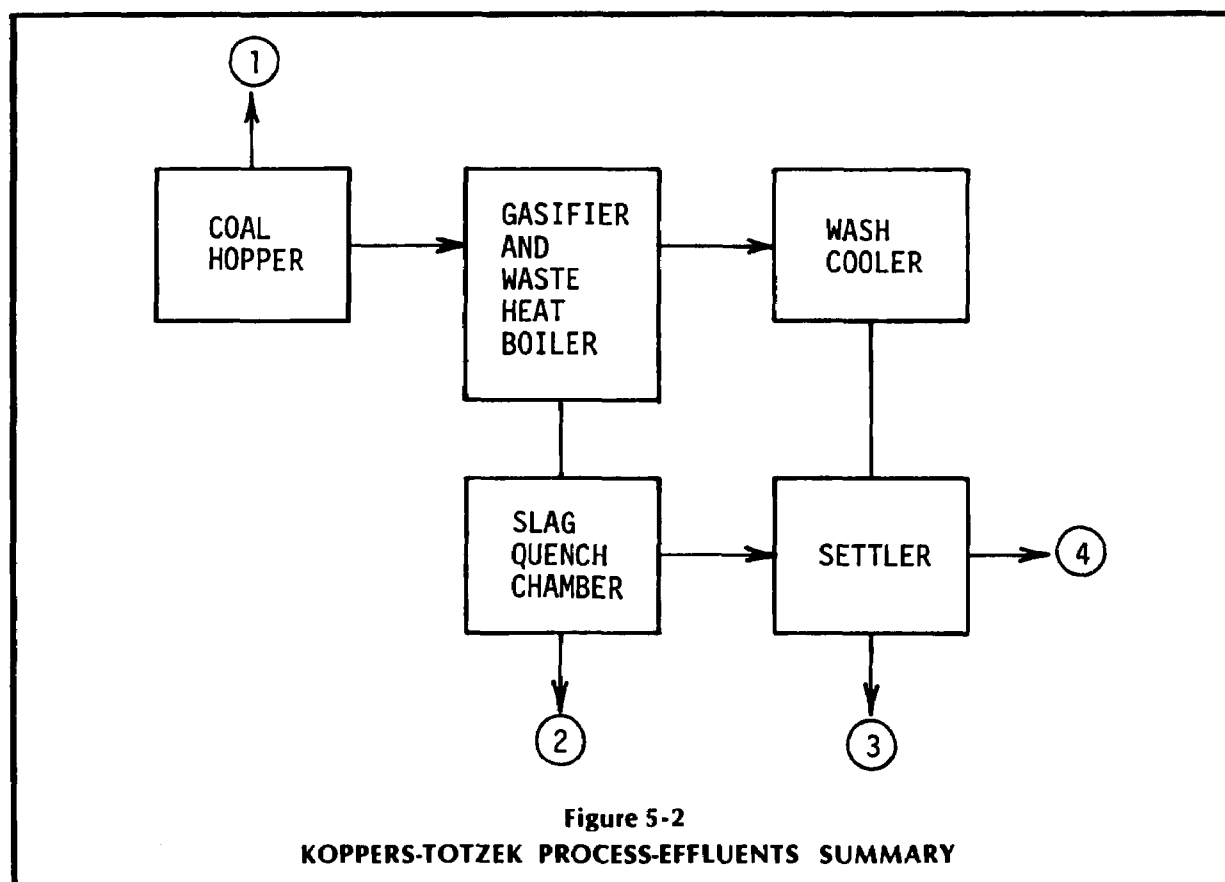 1
COAL
HOPPER
GASIFIER
AND
WASTE
HEAT
BOILER
WASH
COOLER
SLAG
QUENCH
CHAMBER
SETTLER
4
2
3
Figure 5-2
KOPPERS-TOTZEK PROCESS-EFFLUENTS SUMMARY